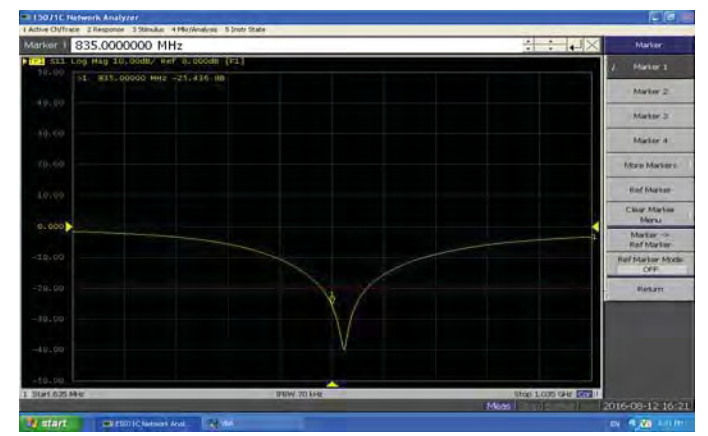 E5071C Network Analyzer
1 Active Ch/Trace 2 Response 3 Stimulus 4 Mkr/Analysis 5 Instr State
Marker 1 835.0000000 MHz
Marker
Tr1 S11 Log Mag 10.00dB/ Ref 0.000dB [F1]
50.00
>1 835.00000 MHz -25.436 dB
40.00
30.00
20.00
10.00
0.000
-10.00
-20.00
-30.00
-40.00
-50.00
1
1
Marker 1
Marker 2
Marker 3
Marker 4
More Markers
Ref Marker
Clear Marker
Menu
Marker ->
Ref Marker
Ref Marker Mode
OFF
Return
1 Start 635 MHz
IFBW 70 kHz
Stop 1.035 GHz Cor
Meas
2016-08-12 16:21
start
E5071C Network Anal...
EN